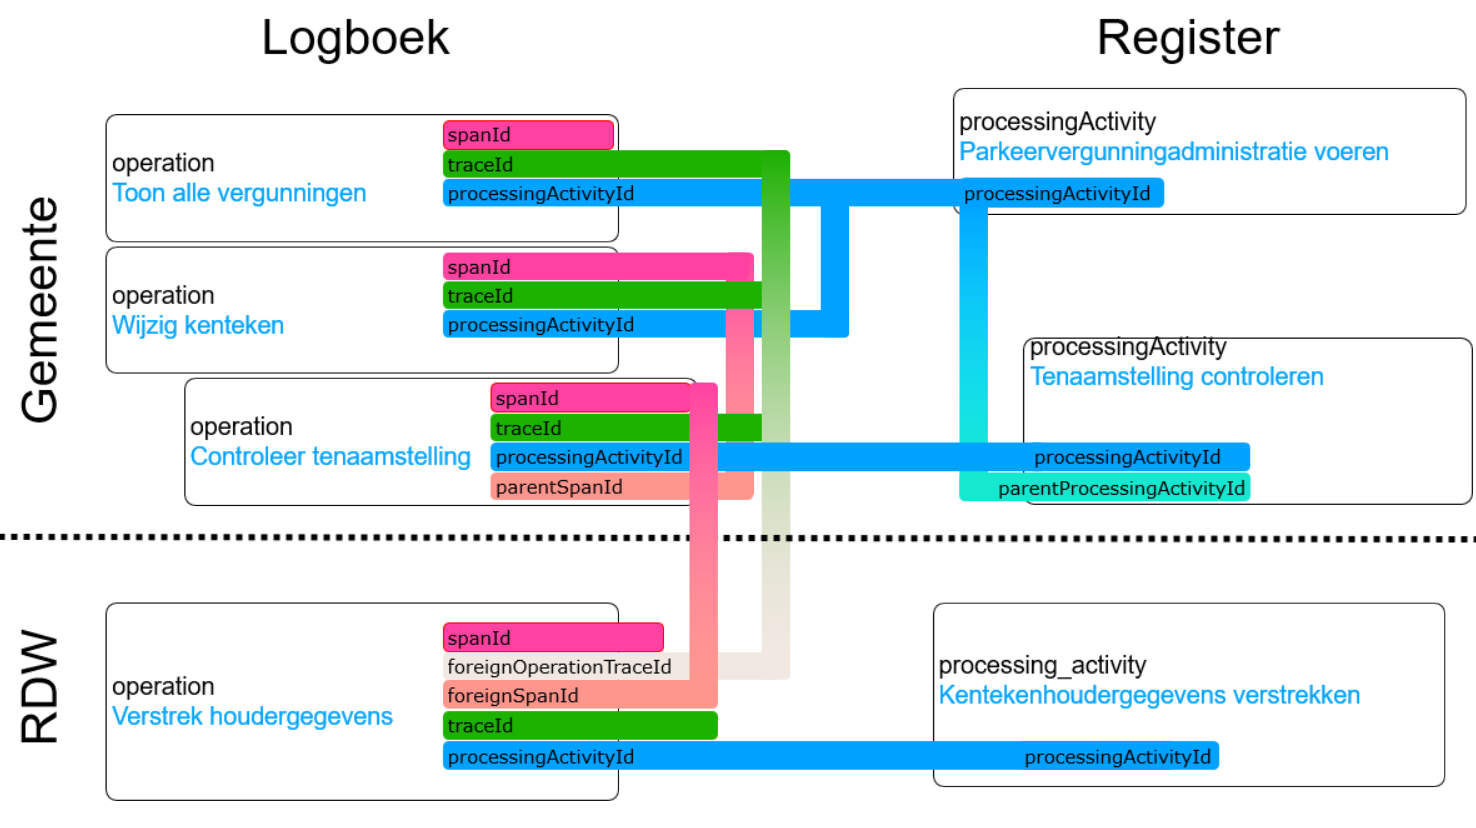 Logboek
Register
Gemeente
operation
Toon alle vergunningen
spanId
traceId
processingActivityId
processingActivity
Parkeervergunningadministratie voeren
processingActivityId
operation
Wijzig kenteken
spanId
traceId
processingActivityId
operation
Controleer tenaamstelling
spanId
traceId
processingActivityId
parentSpanId
processingActivity
Tenaamstelling controleren
processingActivityId
parentProcessingActivityId
RDW
operation
Verstrek houdergegevens
spanId
foreignOperationTraceId
foreignSpanId
traceId
processingActivityId
processing_activity
Kentekenhoudergegevens verstrekken
processingActivityId